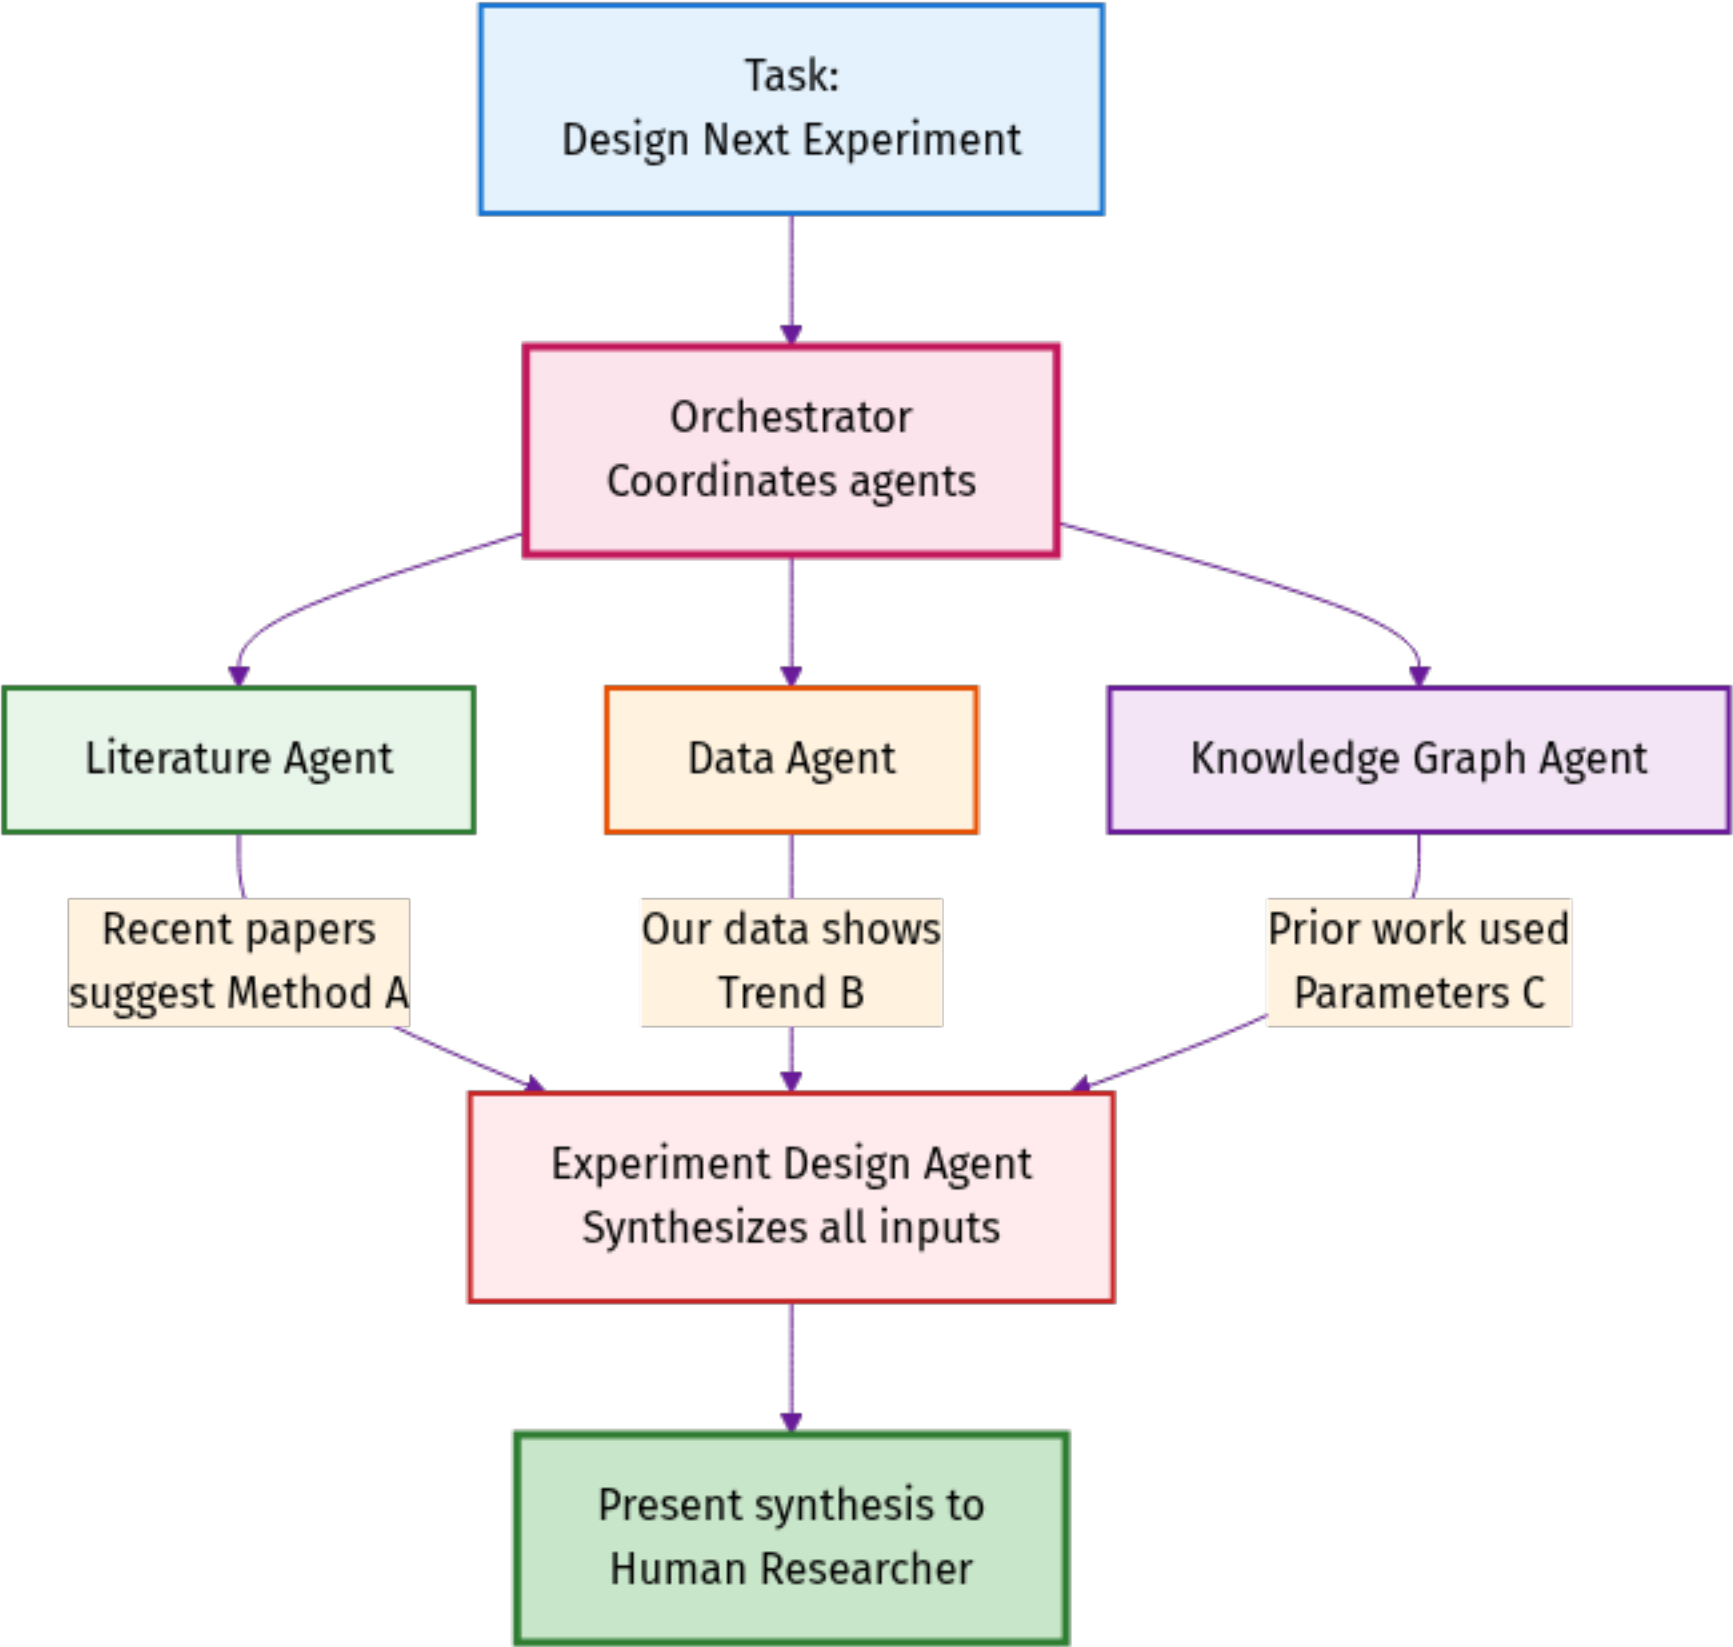 Task:
Design Next Experiment
Orchestrator
Coordinates agents
Literature Agent
Data Agent
Knowledge Graph Agent
Recent papers
suggest Method A
Our data shows
Trend B
Prior work used
Parameters C
Experiment Design Agent
Synthesizes all inputs
Present synthesis to
Human Researcher